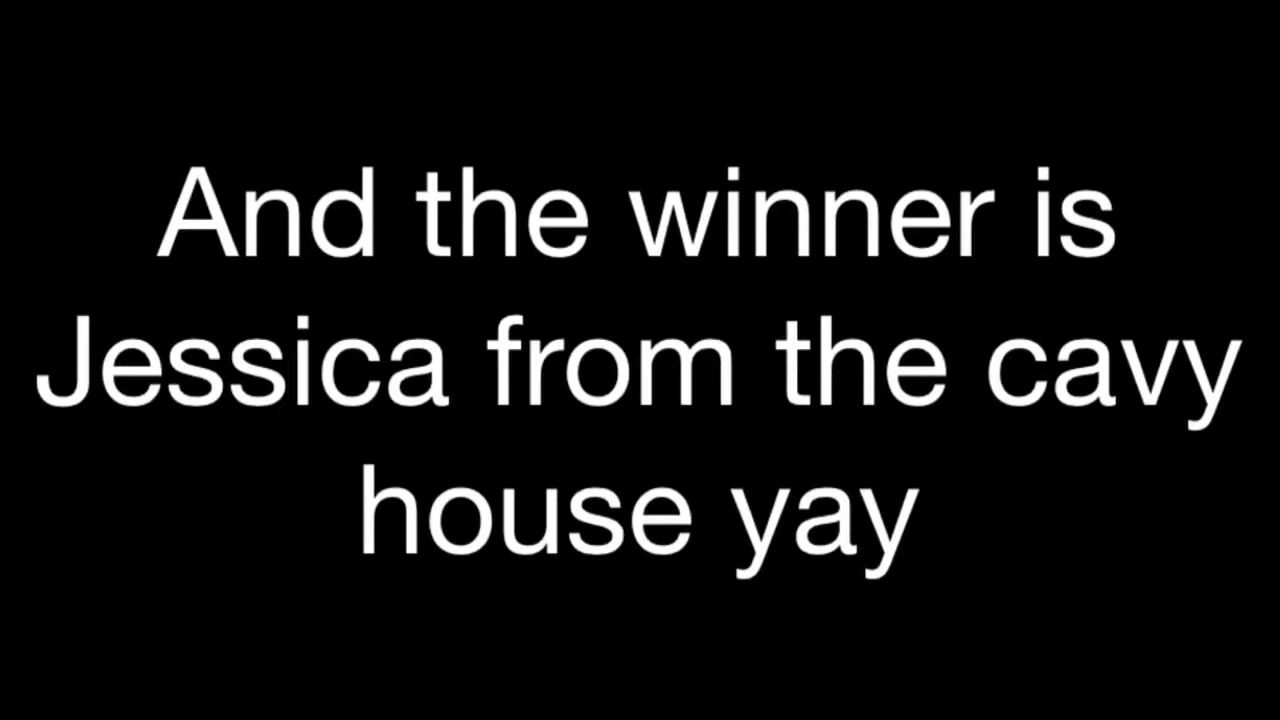 And the winner is
Jessica from the cavy
house yay